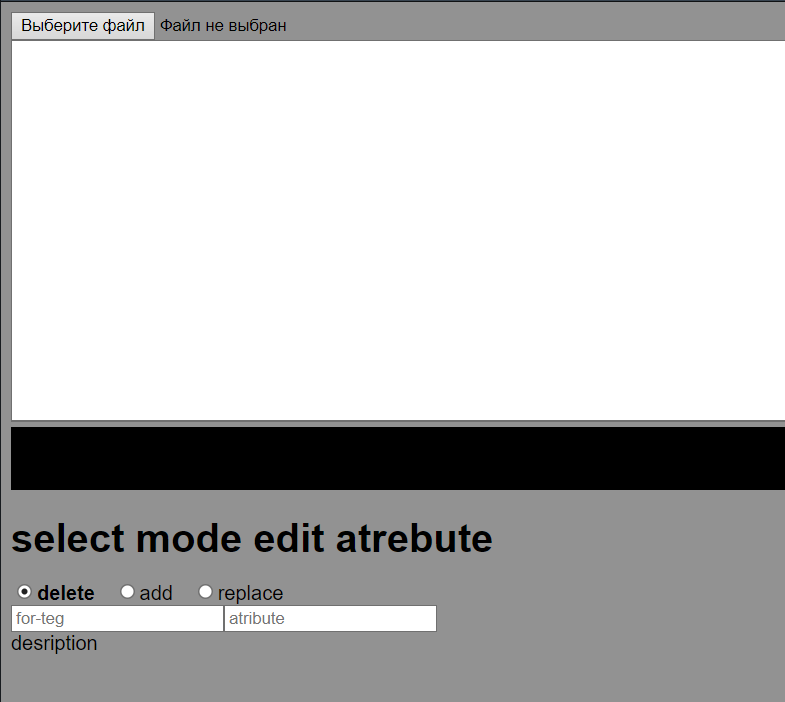 Выберите файл Файл не выбран
select mode edit atrebute
delete add replace
for-teg atribute
desription